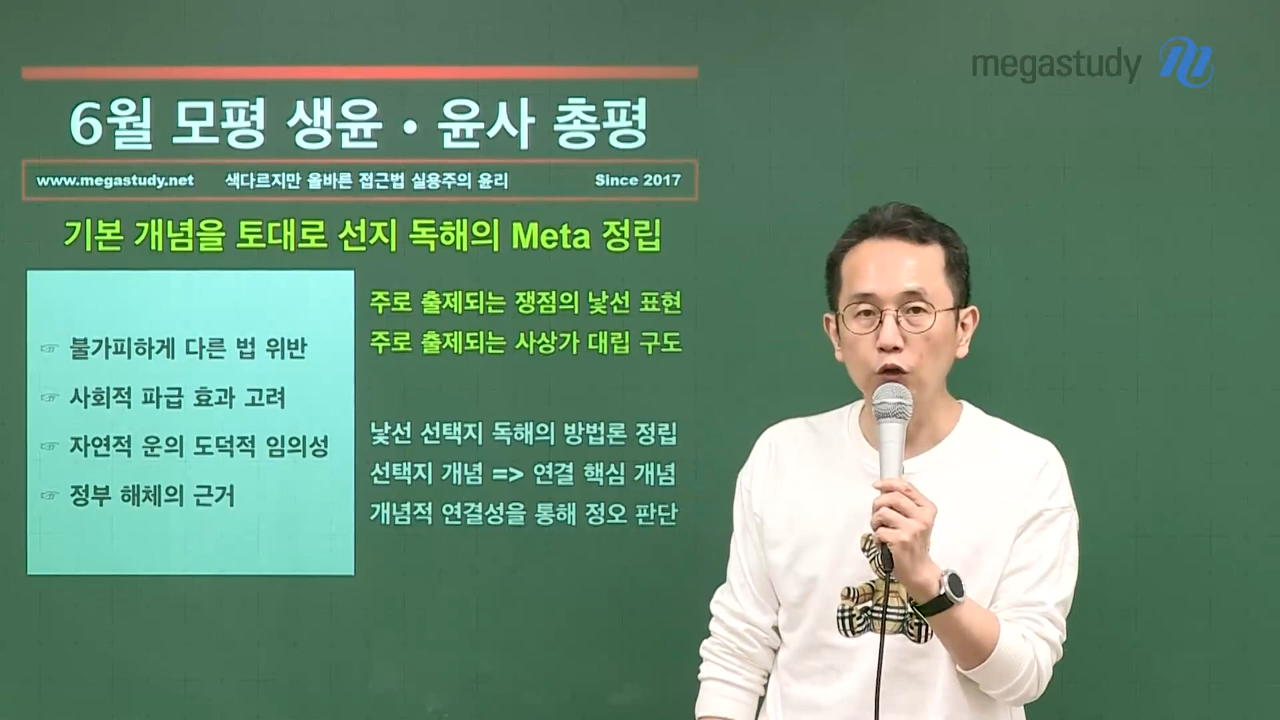 megastudy
6월 모평 생윤 • 윤사 총평
www.megastudy.net 색다르지만 올바른 접근법 실용주의 윤리 Since 2017
기본 개념을 토대로 선지 독해의 Meta 정립
☞ 불가피하게 다른 법 위반
☞ 사회적 파급 효과 고려
☞ 자연적 운의 도덕적 임의성
☞ 정부 해체의 근거
주로 출제되는 쟁점의 낯선 표현
주로 출제되는 사상가 대립 구도
낯선 선택지 독해의 방법론 정립
선택지 개념 => 연결 핵심 개념
개념적 연결성을 통해 정오 판단